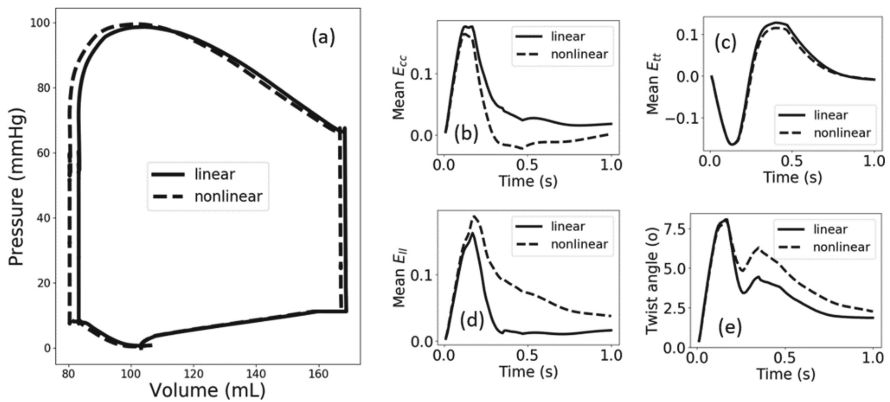 100
80
60
40
20
0
80
100
120
140
160
Pressure (mmHg)
Volume (mL)
(a)
linear
nonlinear
0.1
0.0
0.0
0.5
1.0
Mean Ecc
Time (s)
(b)
linear
nonlinear
0.1
0.0
−0.1
0.0
0.5
1.0
Mean Ett
Time (s)
(c)
linear
nonlinear
0.1
0.0
0.0
0.5
1.0
Mean Ell
Time (s)
(d)
linear
nonlinear
7.5
5.0
2.5
0.0
0.0
0.5
1.0
Twist angle (o)
Time (s)
(e)
linear
nonlinear